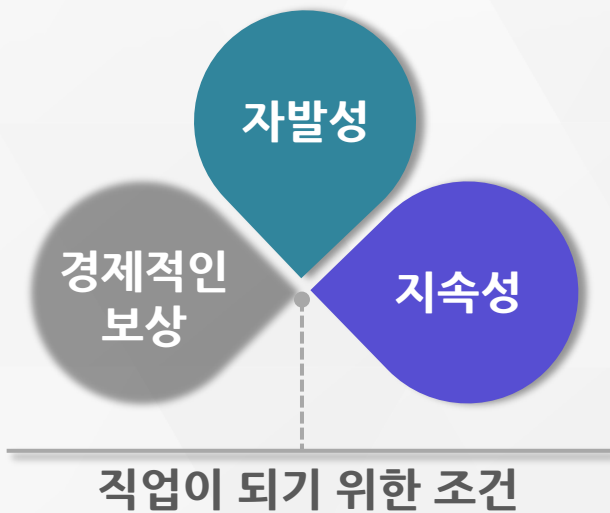 자발성
경제적인
보상
지속성
직업이 되기 위한 조건